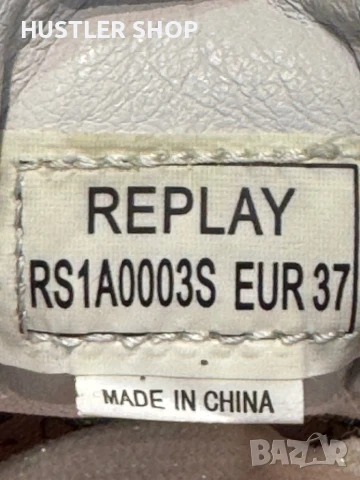 HUSTLER SHOP
REPLAY
RS1A0003S EUR 37
MADE IN CHINA
BAZAR